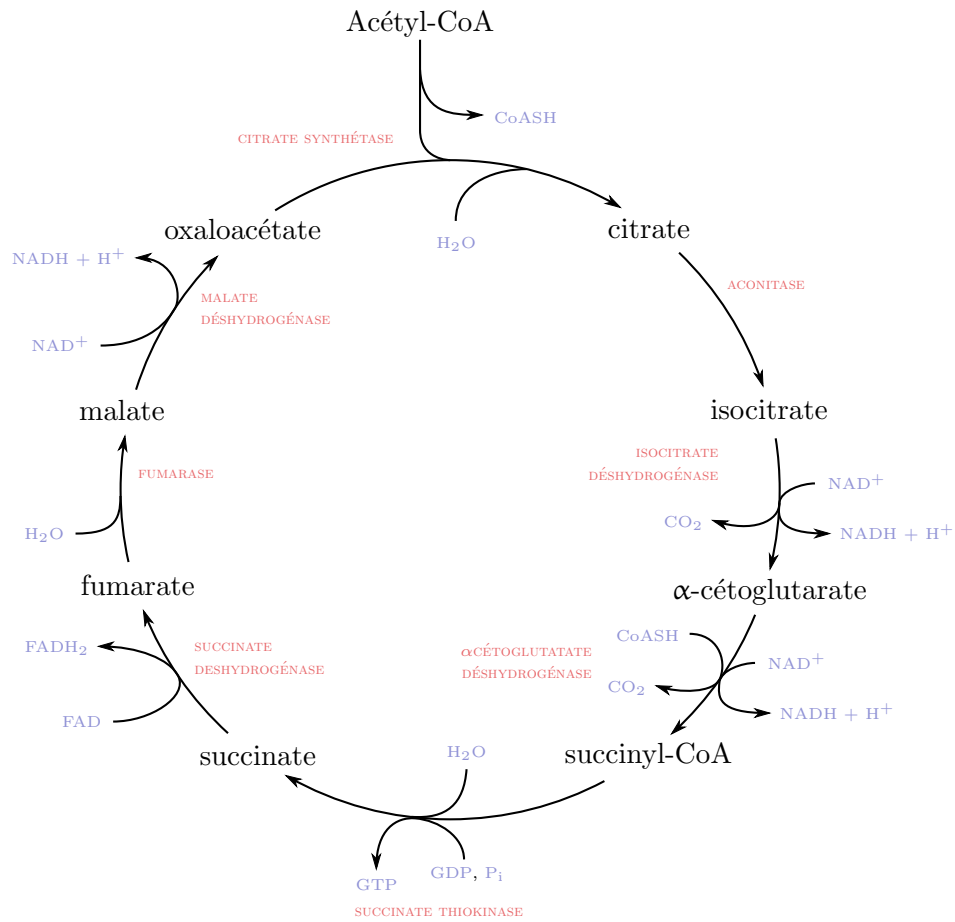 Acétyl-CoA
CoASH
CITRATE SYNTHÉTASE
oxaloacétate
citrate
H₂O
NADH + H⁺
ACONITASE
MALATE
DÉSHYDROGÉNASE
NAD⁺
malate
isocitrate
ISOCITRATE
DÉSHYDROGÉNASE
FUMARASE
NAD⁺
CO₂
H₂O
NADH + H⁺
fumarate
α-cétoglutarate
CoASH
SUCCINATE
DESHYDROGÉNASE
FADH₂
αCÉTOGLUTATATE
DÉSHYDROGÉNASE
NAD⁺
CO₂
NADH + H⁺
FAD
succinate
H₂O
succinyl-CoA
GDP, Pᵢ
GTP
SUCCINATE THIOKINASE